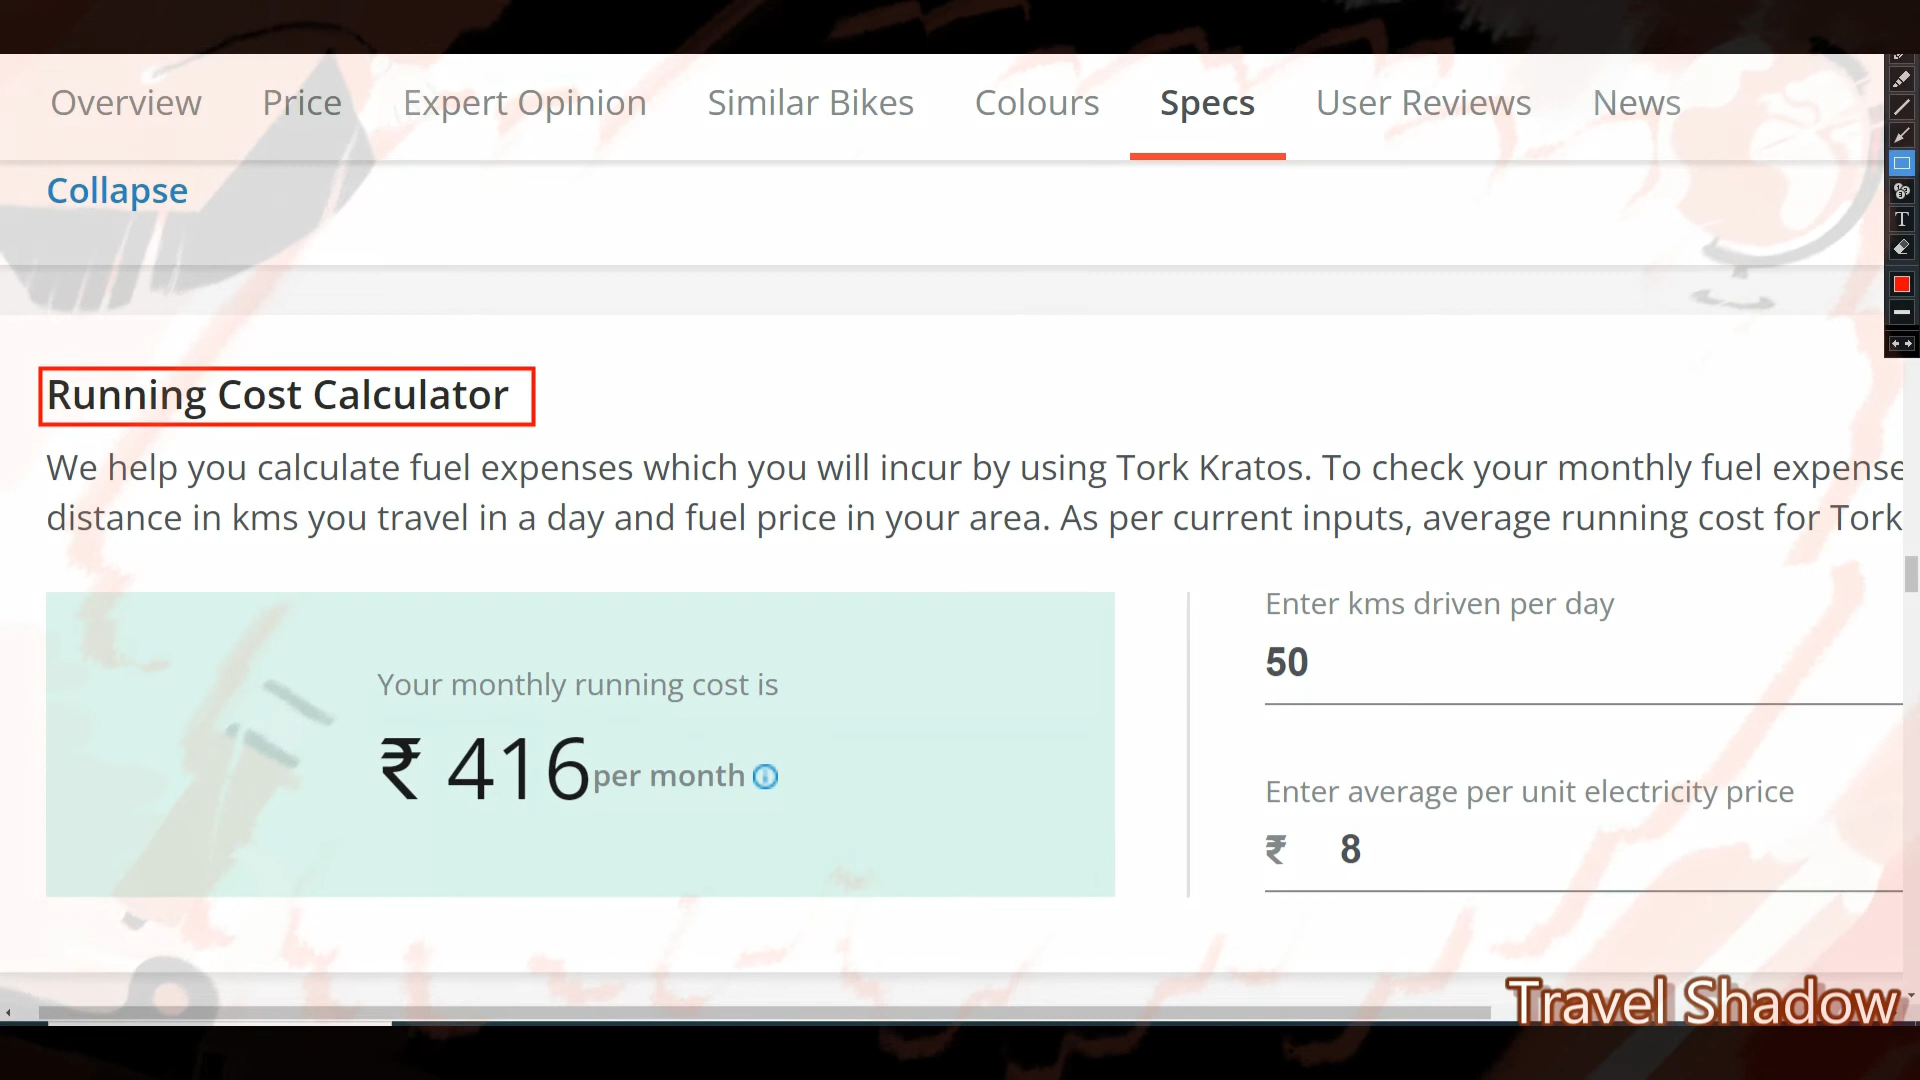 Overview Price Expert Opinion Similar Bikes Colours Specs User Reviews News
Collapse
Running Cost Calculator
We help you calculate fuel expenses which you will incur by using Tork Kratos. To check your monthly fuel expense
distance in kms you travel in a day and fuel price in your area. As per current inputs, average running cost for Tork
Enter kms driven per day
50
Your monthly running cost is
₹ 416 per month
Enter average per unit electricity price
₹ 8
Travel Shadow